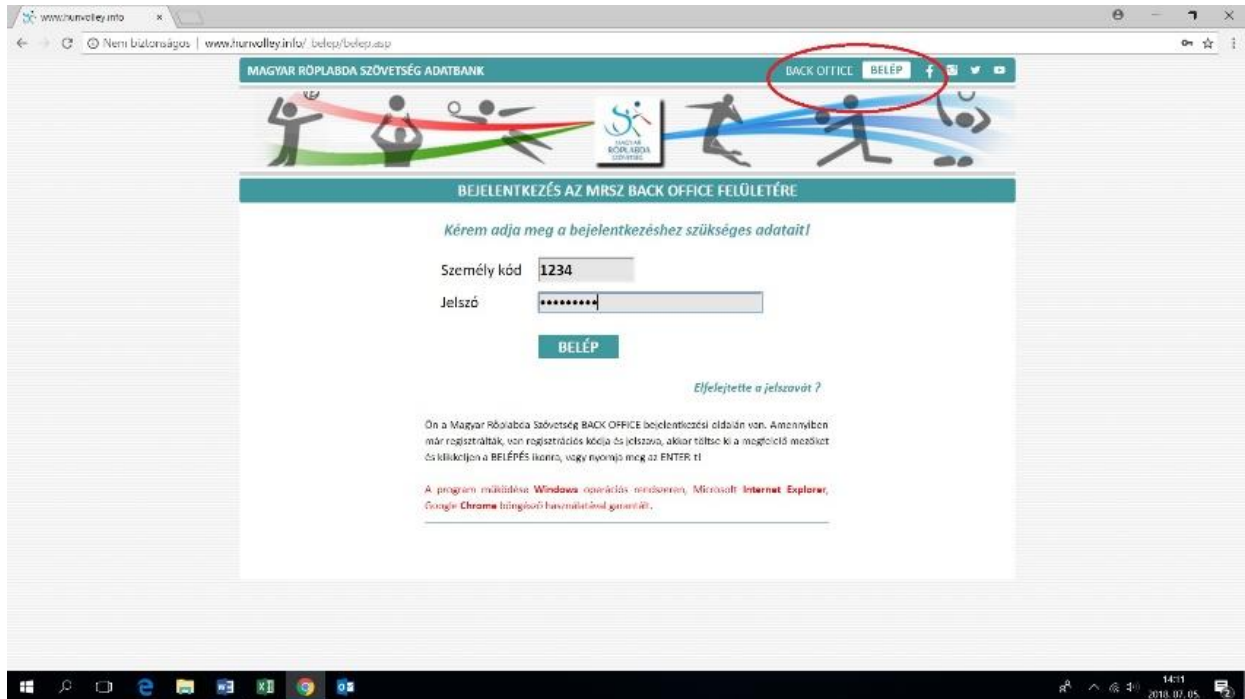 www.hunvolley.info
Nem biztonságos | www.hunvolley.info/_belep/belep.asp
MAGYAR RÖPLABDA SZÖVETSÉG ADATBANK
BACK OFFICE BELÉP
MAGYAR
RÖPLABDA
SZÖVETSÉG
BEJELENTKEZÉS AZ MRSZ BACK OFFICE FELÜLETÉRE
Kérem adja meg a bejelentkezéshez szükséges adatait!
Személy kód 1234
Jelszó •••••••••
BELÉP
Elfelejtette a jelszavát ?
Ön a Magyar Röplabda Szövetség BACK OFFICE bejelentkezési oldalán van. Amennyiben
már regisztrálták, van regisztrációs kódja és jelszava, akkor töltse ki a megfelelő mezőket
és klikkeljen a BELÉPÉS ikonra, vagy nyomja meg az ENTER-t!
A program működése Windows operációs rendszeren, Microsoft Internet Explorer,
Google Chrome böngésző használatával garantált.
14:11
2018. 07. 05.